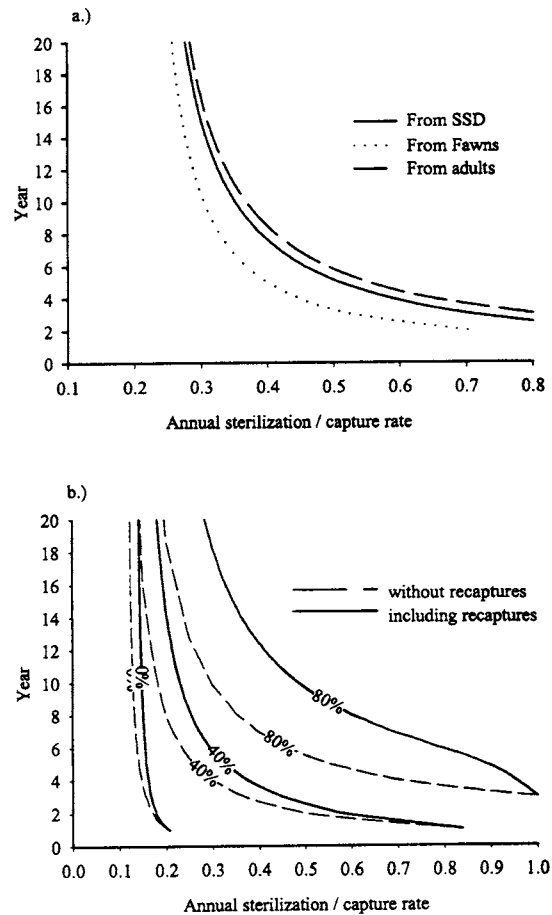 a.)
20
18
16
14
12
10
8
6
4
2
0
Year
From SSD
From Fawns
From adults
0.1 0.2 0.3 0.4 0.5 0.6 0.7 0.8
Annual sterilization / capture rate
b.)
20
18
16
14
12
10
8
6
4
2
0
Year
without recaptures
including recaptures
80%
80%
40%
40%
0.0 0.1 0.2 0.3 0.4 0.5 0.6 0.7 0.8 0.9 1.0
Annual sterilization / capture rate